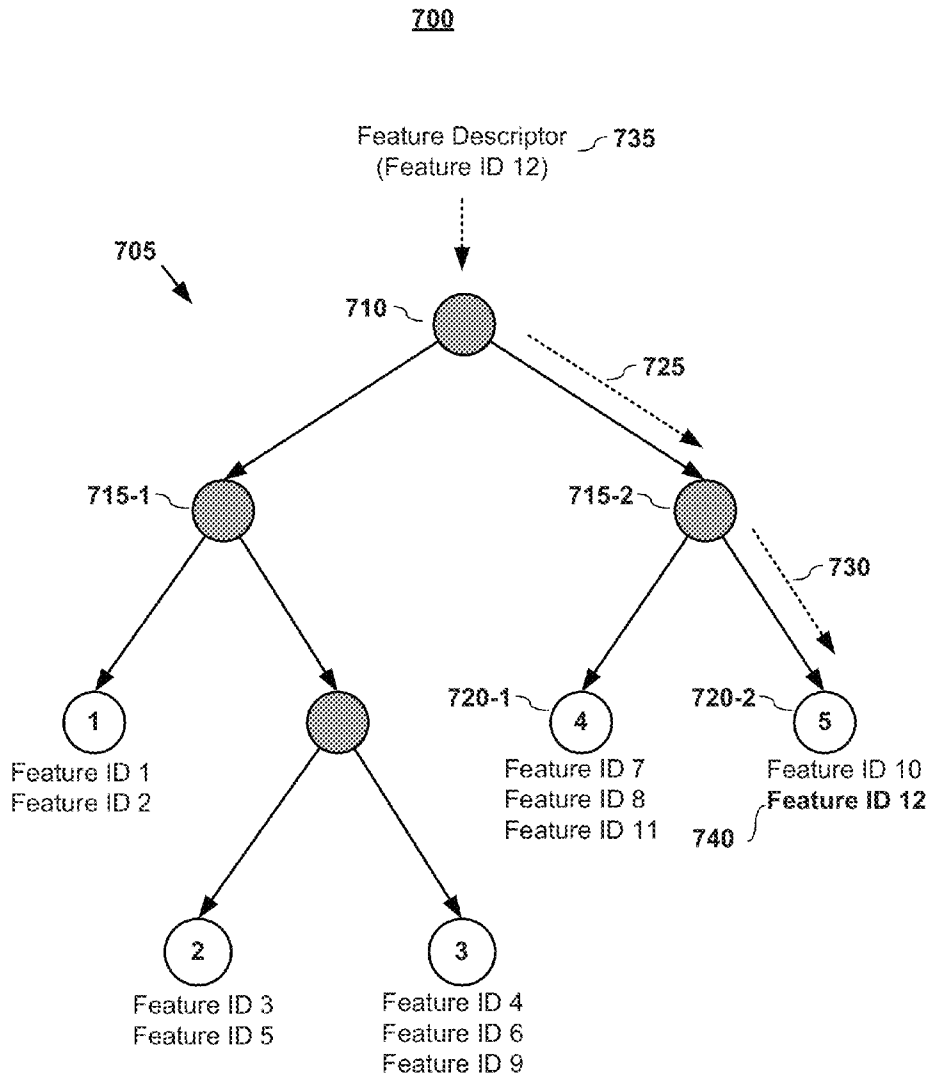 700
Feature Descriptor
(Feature ID 12)
735
705
710
725
715-1
715-2
730
1
720-1
4
720-2
5
Feature ID 1
Feature ID 2
Feature ID 7
Feature ID 8
Feature ID 11
Feature ID 10
Feature ID 12
740
2
3
Feature ID 3
Feature ID 5
Feature ID 4
Feature ID 6
Feature ID 9